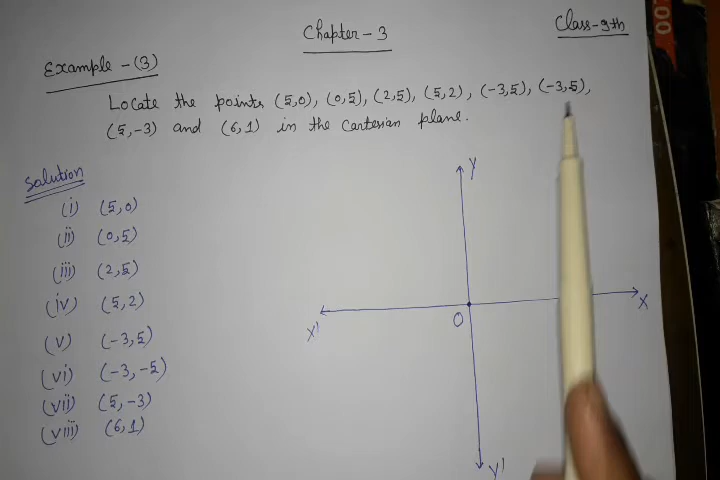 Chapter-3
Class-9th
Example-(3)
Locate the points (5,0), (0,5), (2,5), (5,2), (-3,5), (-3,5),
(5,-3) and (6,1) in the cartesian plane.
Solution
(i) (5,0)
(ii) (0,5)
(iii) (2,5)
(iv) (5,2)
(v) (-3,5)
(vi) (-3,-5)
(vii) (5,-3)
(viii) (6,1)
Y
X
O
X'
Y'